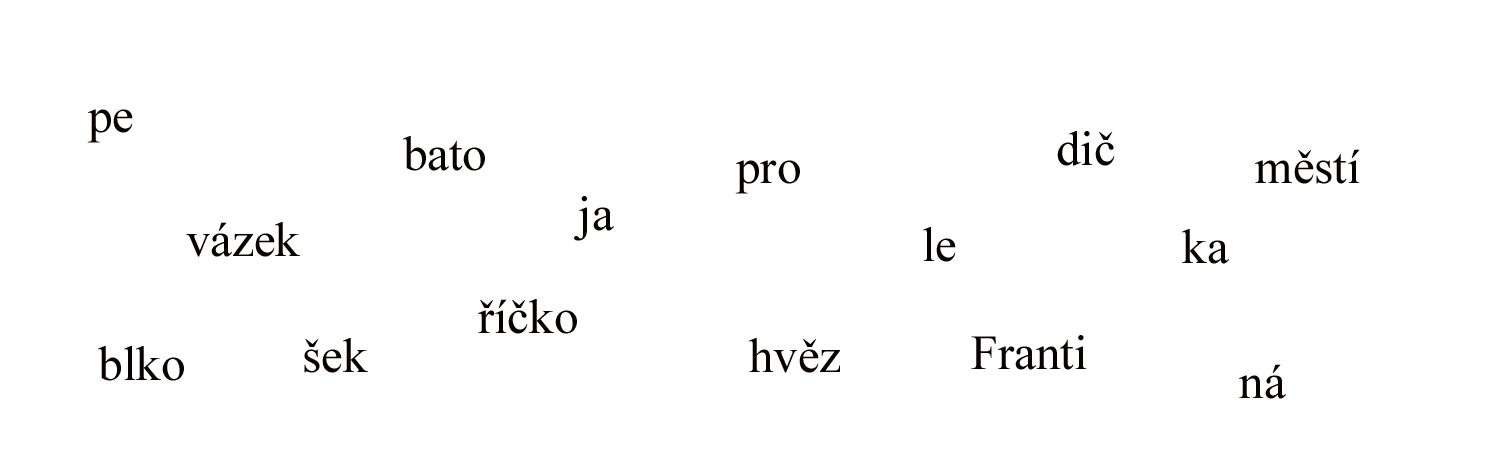 pe
bato
pro
dič
městí
vázek
ja
le
ka
blko
šek
říčko
hvěz
Franti
ná